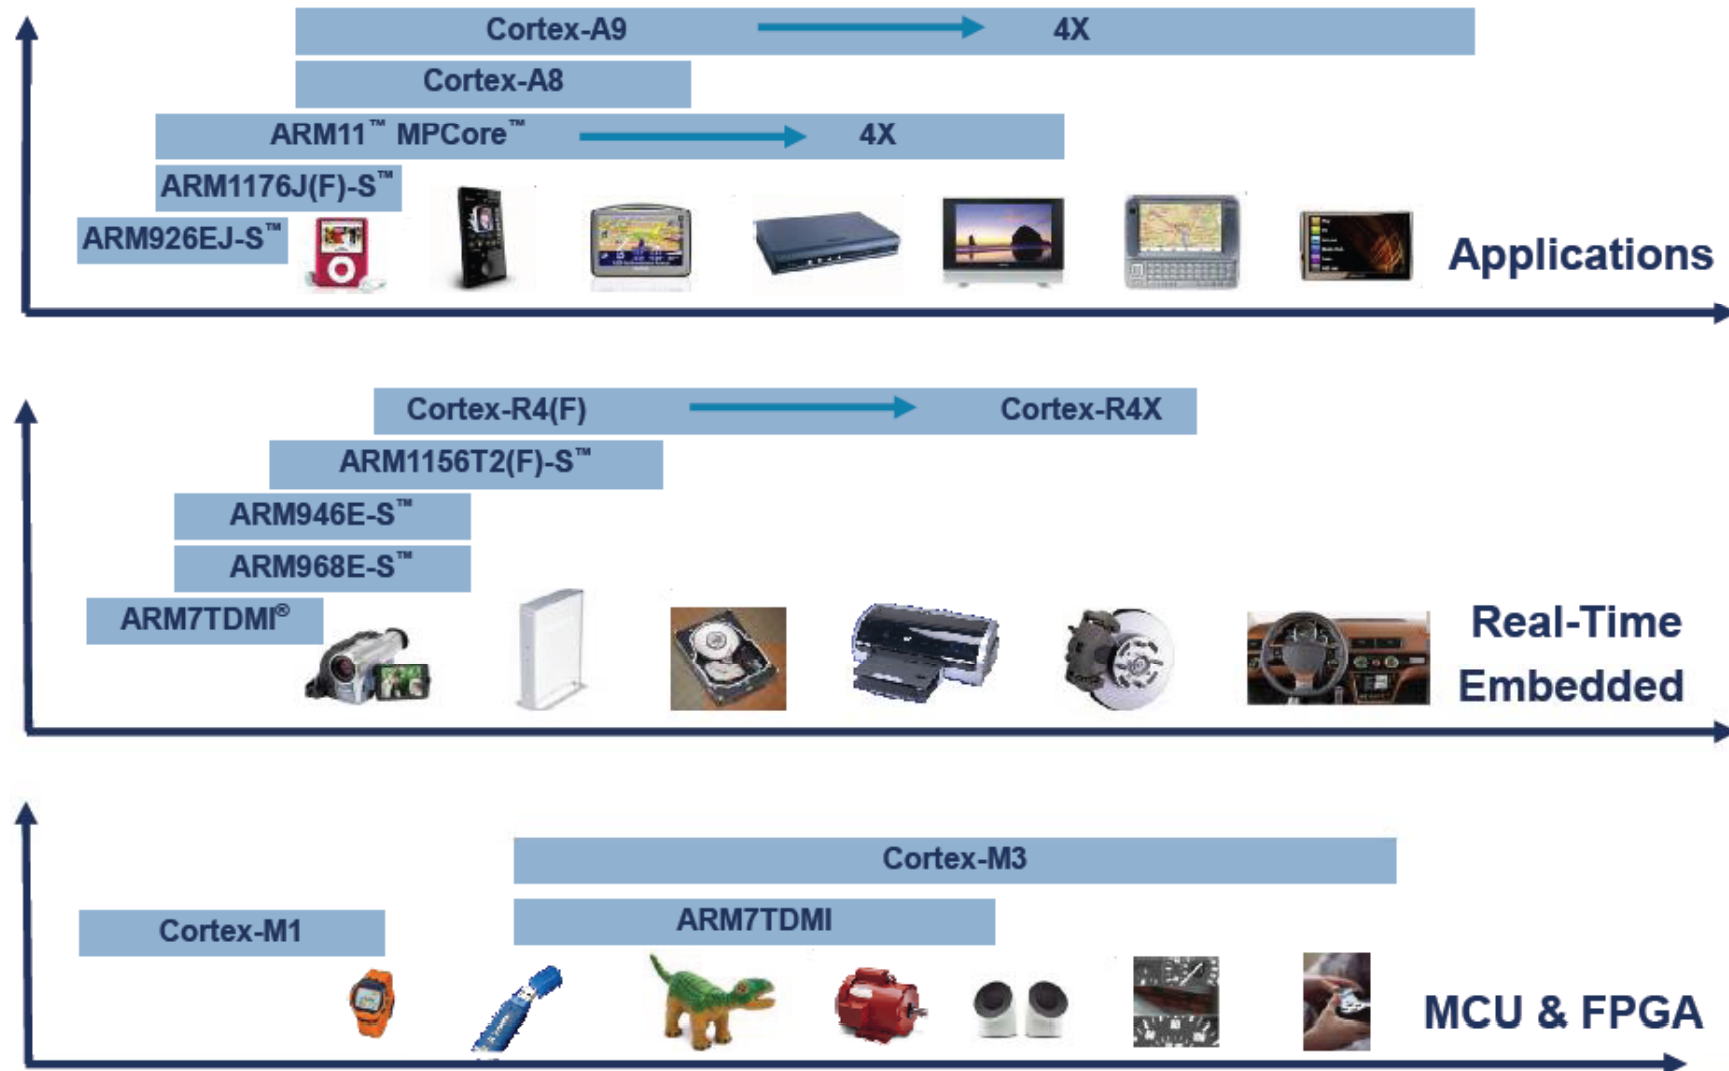 Cortex-A9 4X
Cortex-A8
ARM11™ MPCore™ 4X
ARM1176J(F)-S™
ARM926EJ-S™
Applications
Cortex-R4(F) Cortex-R4X
ARM1156T2(F)-S™
ARM946E-S™
ARM968E-S™
ARM7TDMI®
Real-Time
Embedded
Cortex-M3
ARM7TDMI
Cortex-M1
MCU & FPGA